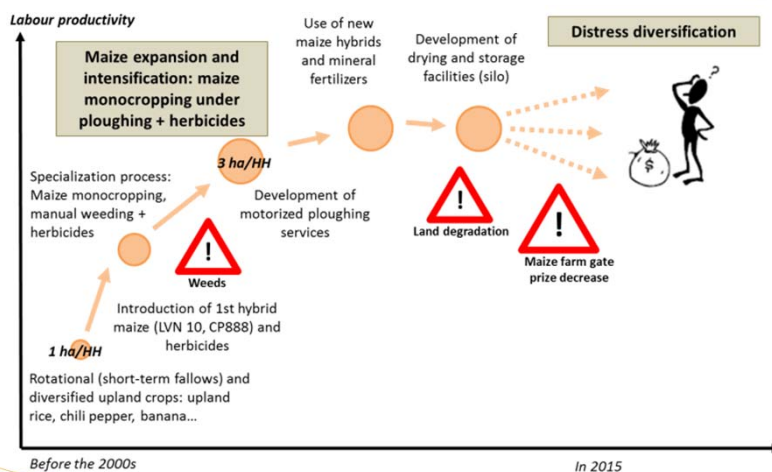 Labour productivity
Maize expansion and
intensification: maize
monocropping under
ploughing + herbicides
Use of new
maize hybrids
and mineral
fertilizers
Development of
drying and storage
facilities (silo)
Distress diversification
?
$
3 ha/HH
Specialization process:
Maize monocropping,
manual weeding +
herbicides
Development of
motorized ploughing
services
!
Weeds
!
Land degradation
!
Maize farm gate
prize decrease
Introduction of 1st hybrid
maize (LVN 10, CP888) and
herbicides
1 ha/HH
Rotational (short-term fallows) and
diversified upland crops: upland
rice, chili pepper, banana...
Before the 2000s
In 2015